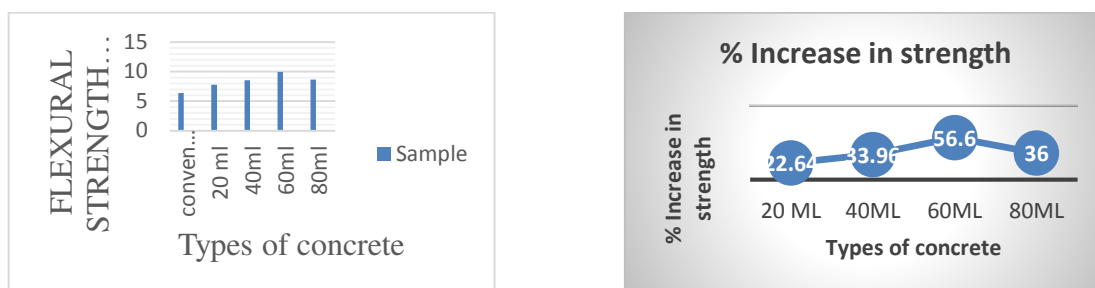 15
10
5
0
FLEXURAL
STRENGTH…
conven…
20 ml
40ml
60ml
80ml
Sample
Types of concrete
% Increase in strength
% Increase in
strength
22.64
33.96
56.6
36
20 ML
40ML
60ML
80ML
Types of concrete